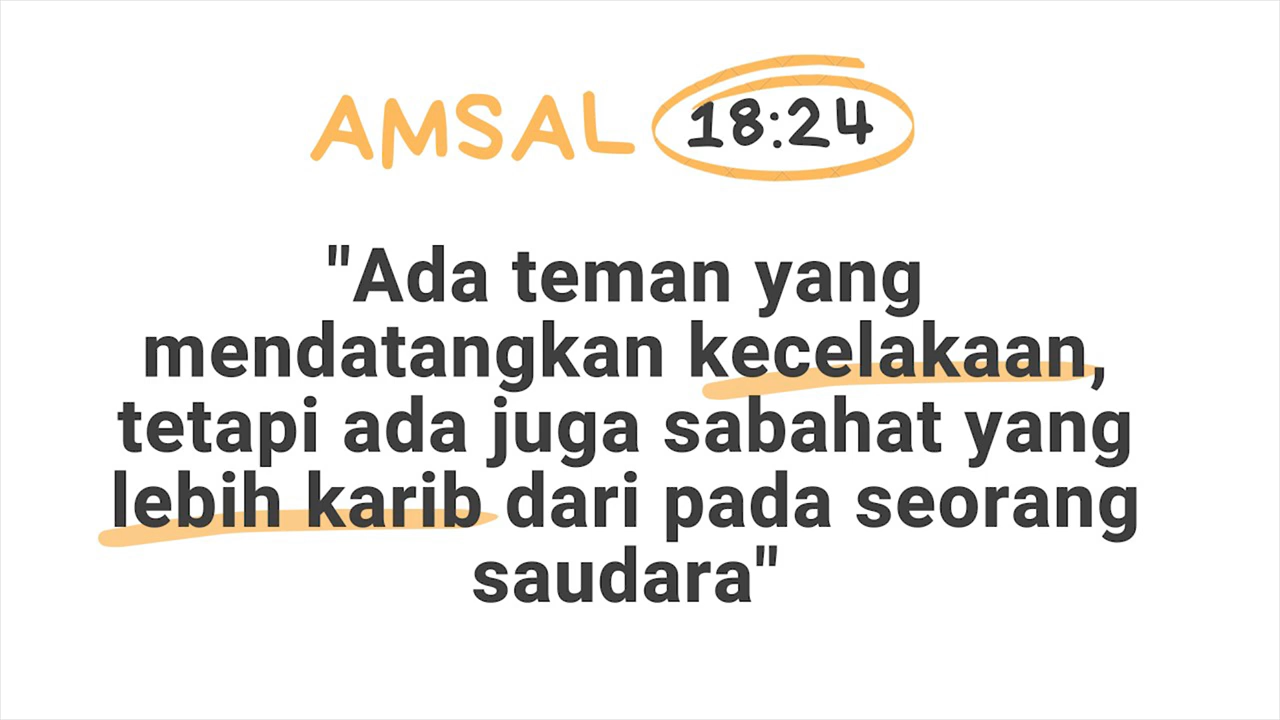 AMSAL 18:24
"Ada teman yang
mendatangkan kecelakaan,
tetapi ada juga sabahat yang
lebih karib dari pada seorang
saudara"